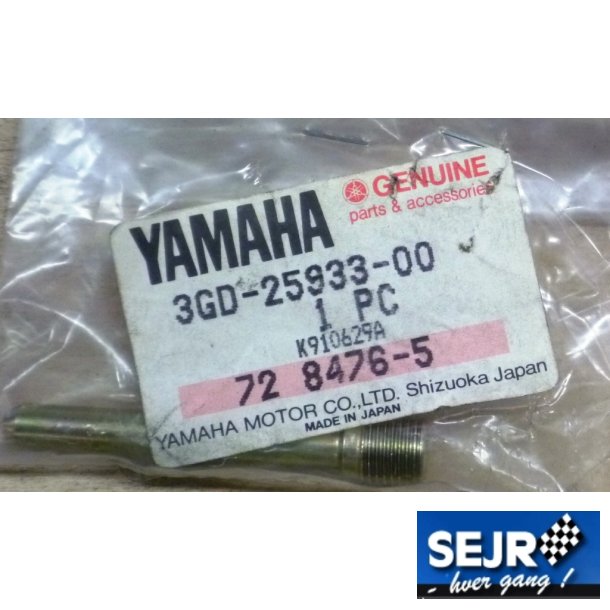 GENUINE
parts & accessories
YAMAHA
3GD-25933-00
1 PC
K910629A
72 8476-5
YAMAHA MOTOR CO.,LTD. Shizuoka Japan
MADE IN JAPAN
SEJR
- hver gang !